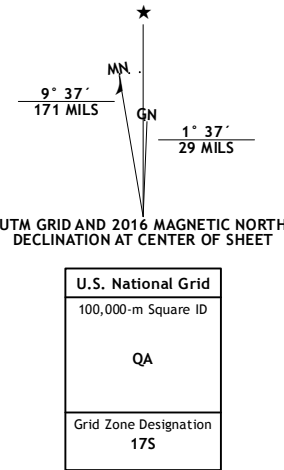 MN
9° 37´
171 MILS
GN
1° 37´
29 MILS
UTM GRID AND 2016 MAGNETIC NORTH
DECLINATION AT CENTER OF SHEET
U.S. National Grid
100,000-m Square ID
QA
Grid Zone Designation
17S